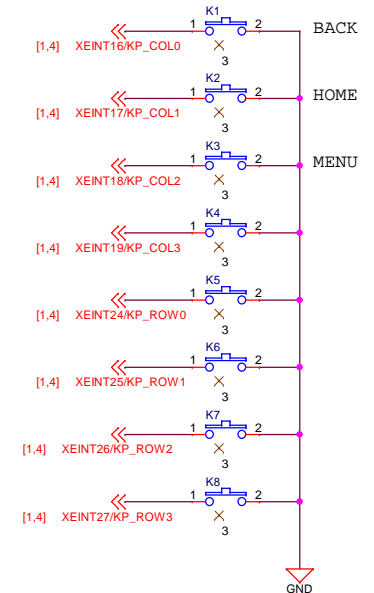 K1
1 2 BACK
[1,4] XEINT16/KP_COL0
3
K2
1 2 HOME
[1,4] XEINT17/KP_COL1
3
K3
1 2 MENU
[1,4] XEINT18/KP_COL2
3
K4
1 2
[1,4] XEINT19/KP_COL3
3
K5
1 2
[1,4] XEINT24/KP_ROW0
3
K6
1 2
[1,4] XEINT25/KP_ROW1
3
K7
1 2
[1,4] XEINT26/KP_ROW2
3
K8
1 2
[1,4] XEINT27/KP_ROW3
3
GND